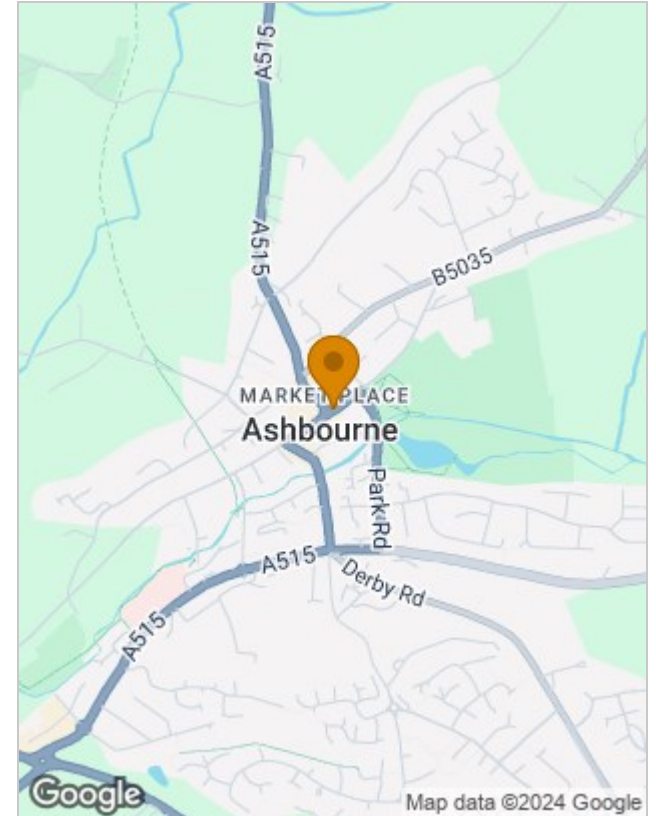 A515
A515
B5035
MARKET PLACE
Ashbourne
Park Rd
A515
Derby Rd
A515
Google
Map data ©2024 Google